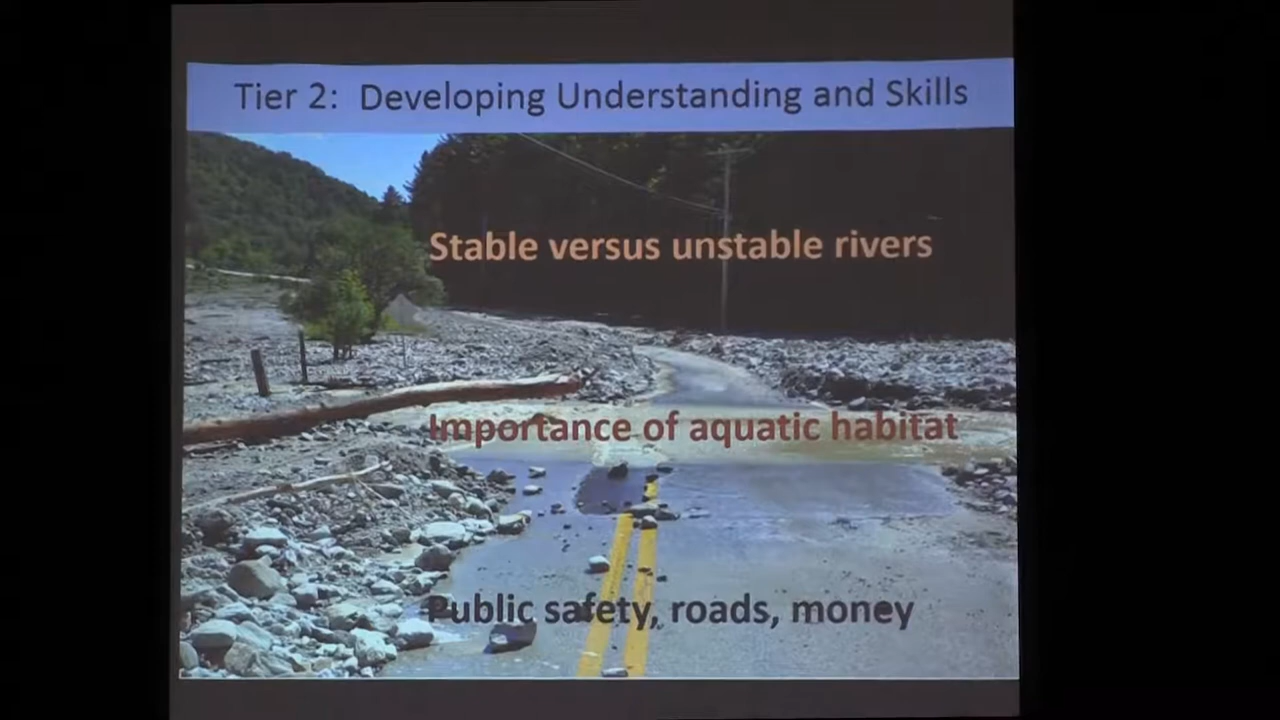 Tier 2: Developing Understanding and Skills
Stable versus unstable rivers
Importance of aquatic habitat
Public safety, roads, money